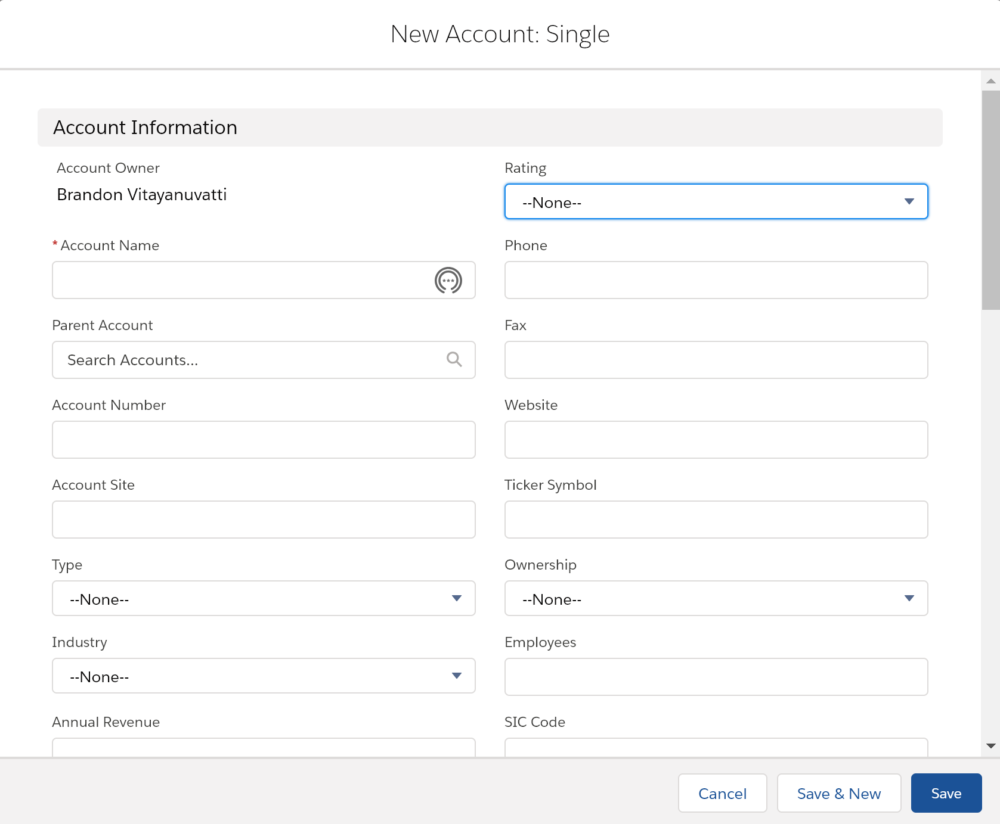 New Account: Single
Account Information
Account Owner
Brandon Vitayanuvatti
Rating
--None--
* Account Name
Phone
Parent Account
Search Accounts...
Fax
Account Number
Website
Account Site
Ticker Symbol
Type
--None--
Ownership
--None--
Industry
--None--
Employees
Annual Revenue
SIC Code
Cancel
Save & New
Save